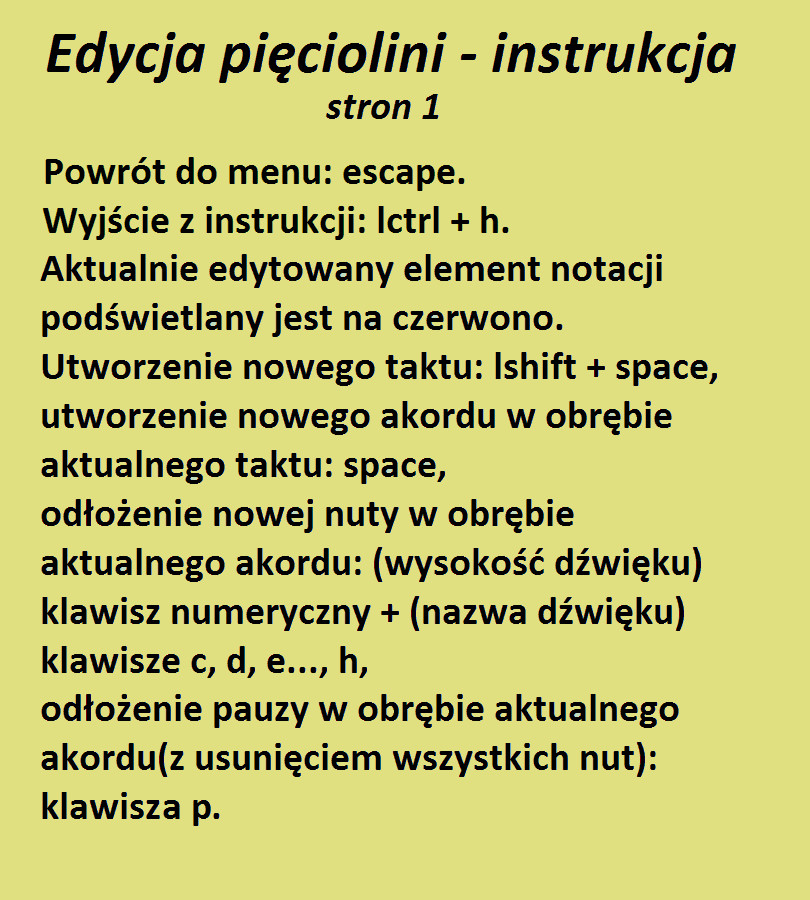 Edycja pięciolini - instrukcja
stron 1
Powrót do menu: escape.
Wyjście z instrukcji: lctrl + h.
Aktualnie edytowany element notacji
podświetlany jest na czerwono.
Utworzenie nowego taktu: lshift + space,
utworzenie nowego akordu w obrębie
aktualnego taktu: space,
odłożenie nowej nuty w obrębie
aktualnego akordu: (wysokość dźwięku)
klawisz numeryczny + (nazwa dźwięku)
klawisze c, d, e..., h,
odłożenie pauzy w obrębie aktualnego
akordu(z usunięciem wszystkich nut):
klawisza p.